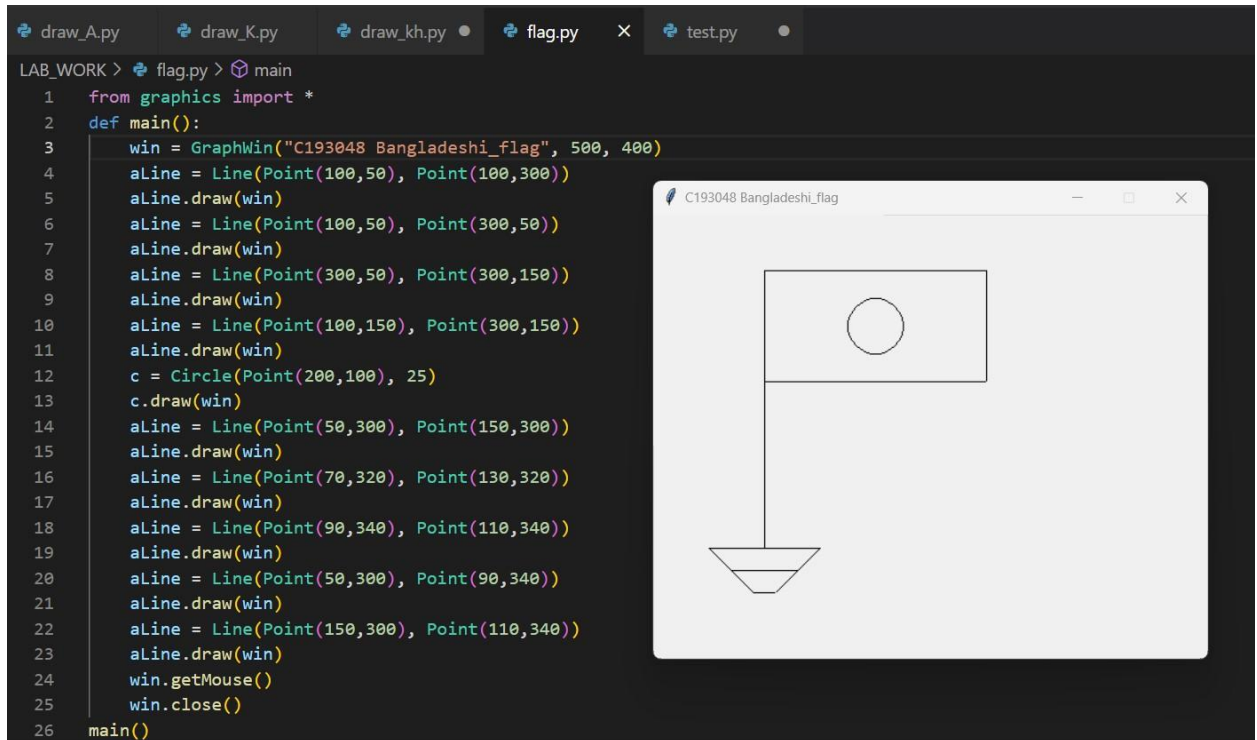 draw_A.py draw_K.py draw_kh.py flag.py test.py
LAB_WORK > flag.py > main
1 from graphics import *
2 def main():
3 win = GraphWin("C193048 Bangladeshi_flag", 500, 400)
4 aLine = Line(Point(100,50), Point(100,300))
5 aLine.draw(win)
6 aLine = Line(Point(100,50), Point(300,50))
7 aLine.draw(win)
8 aLine = Line(Point(300,50), Point(300,150))
9 aLine.draw(win)
10 aLine = Line(Point(100,150), Point(300,150))
11 aLine.draw(win)
12 c = Circle(Point(200,100), 25)
13 c.draw(win)
14 aLine = Line(Point(50,300), Point(150,300))
15 aLine.draw(win)
16 aLine = Line(Point(70,320), Point(130,320))
17 aLine.draw(win)
18 aLine = Line(Point(90,340), Point(110,340))
19 aLine.draw(win)
20 aLine = Line(Point(50,300), Point(90,340))
21 aLine.draw(win)
22 aLine = Line(Point(150,300), Point(110,340))
23 aLine.draw(win)
24 win.getMouse()
25 win.close()
26 main()
C193048 Bangladeshi_flag